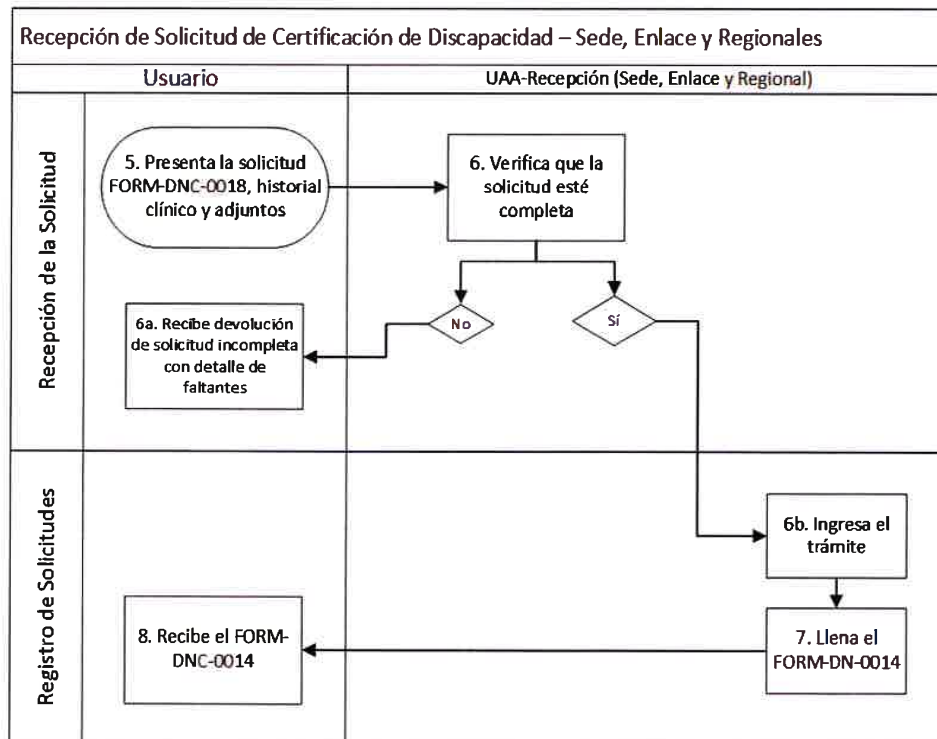 Recepción de Solicitud de Certificación de Discapacidad – Sede, Enlace y Regionales
Usuario
UAA-Recepción (Sede, Enlace y Regional)
Recepción de la Solicitud
5. Presenta la solicitud
FORM-DNC-0018, historial
clínico y adjuntos
6. Verifica que la
solicitud esté
completa
No
Sí
6a. Recibe devolución
de solicitud incompleta
con detalle de
faltantes
Registro de Solicitudes
6b. Ingresa el
trámite
7. Llena el
FORM-DN-0014
8. Recibe el FORM-
DNC-0014